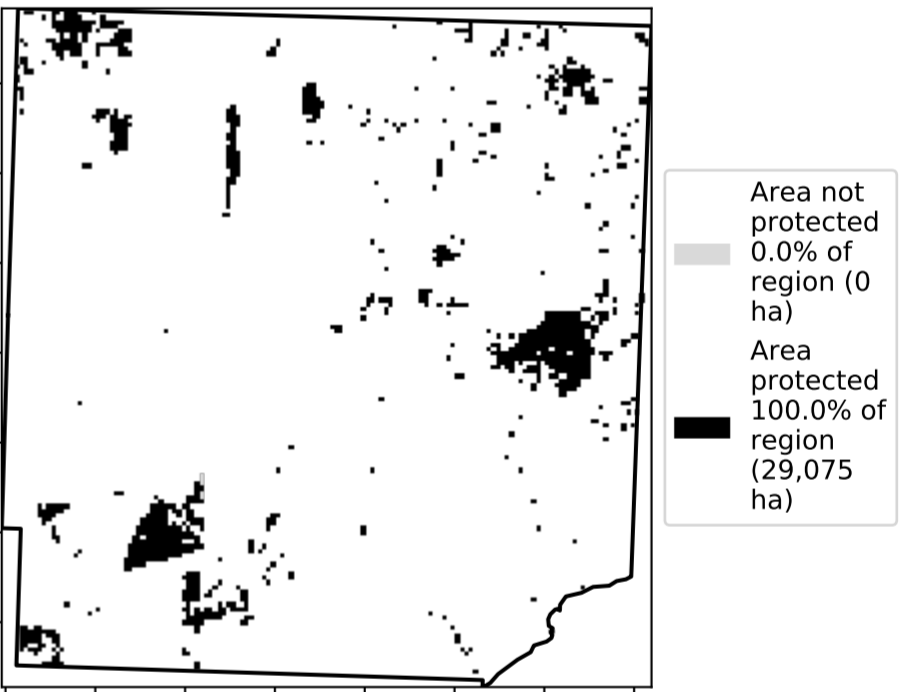 Area not
protected
0.0% of
region (0
ha)
Area
protected
100.0% of
region
(29,075
ha)